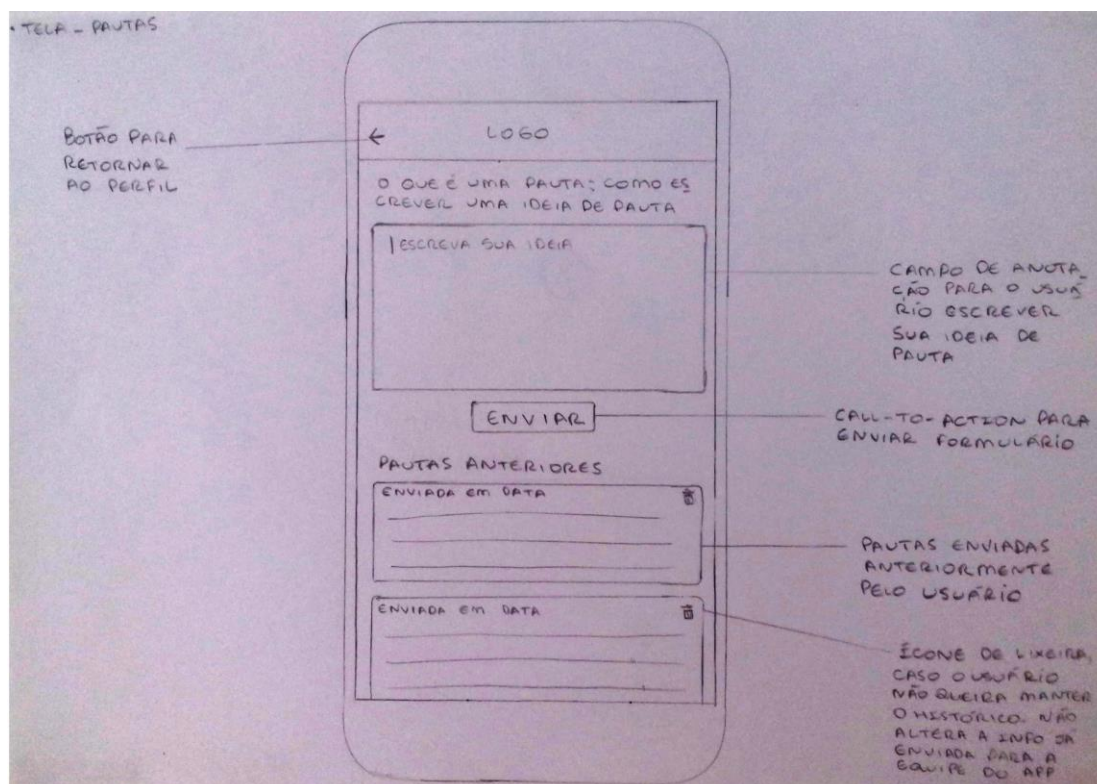 • TELA - PAUTAS
BOTÃO PARA
RETORNAR
AO PERFIL
←
LOGO
O QUE É UMA PAUTA; COMO ES
CREVER UMA IDEIA DE PAUTA
|ESCREVA SUA IDEIA
CAMPO DE ANOTA_
ÇÃO PARA O USUÁ
RIO ESCREVER
SUA IDEIA DE
PAUTA
ENVIAR
CALL-TO-ACTION PARA
ENVIAR FORMULÁRIO
PAUTAS ANTERIORES
ENVIADA EM DATA
PAUTAS ENVIADAS
ANTERIORMENTE
PELO USUÁRIO
ENVIADA EM DATA
ÍCONE DE LIXEIRA,
CASO O USUÁRIO
NÃO QUEIRA MANTER
O HISTÓRICO. NÃO
ALTERA A INFO JÁ
ENVIADA PARA A
EQUIPE DO APP